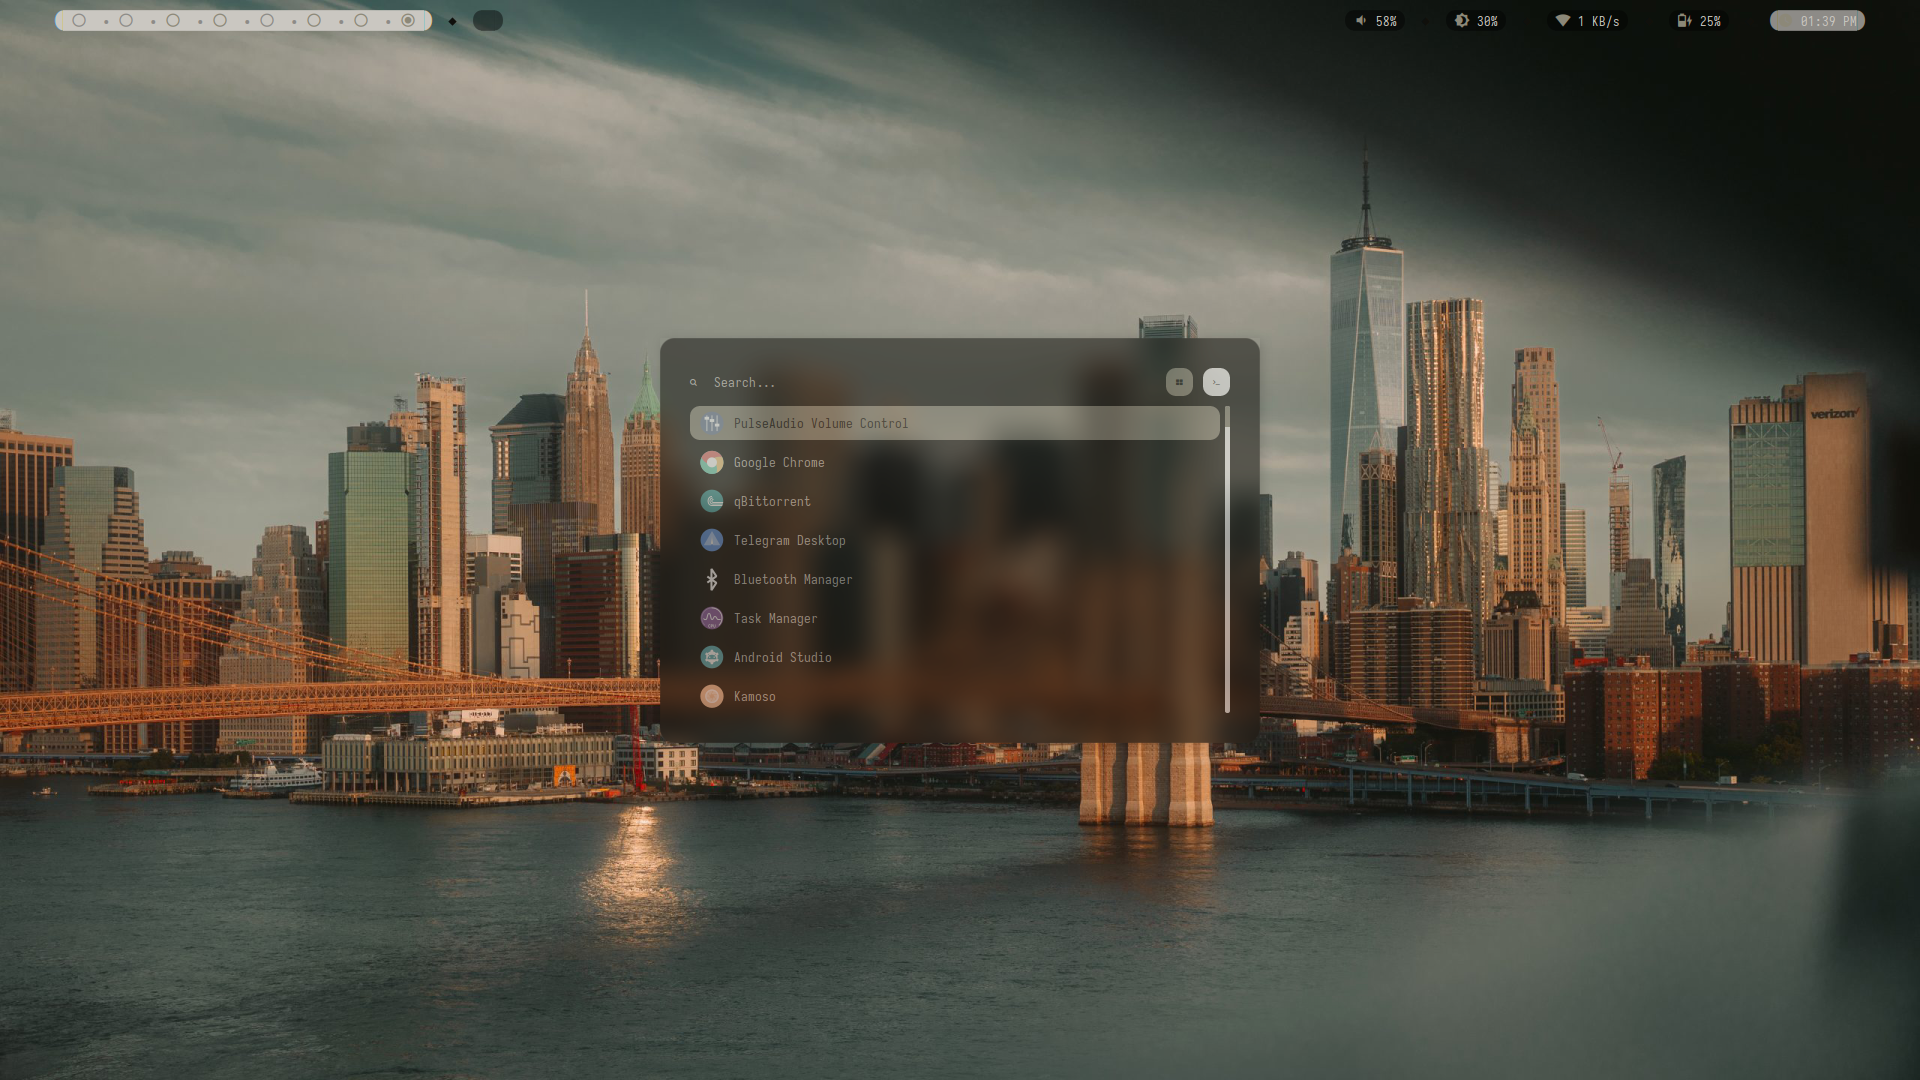 58%
30%
1 KB/s
25%
01:39 PM
Search...
PulseAudio Volume Control
Google Chrome
qBittorrent
Telegram Desktop
Bluetooth Manager
Task Manager
Android Studio
Kamoso
verizon